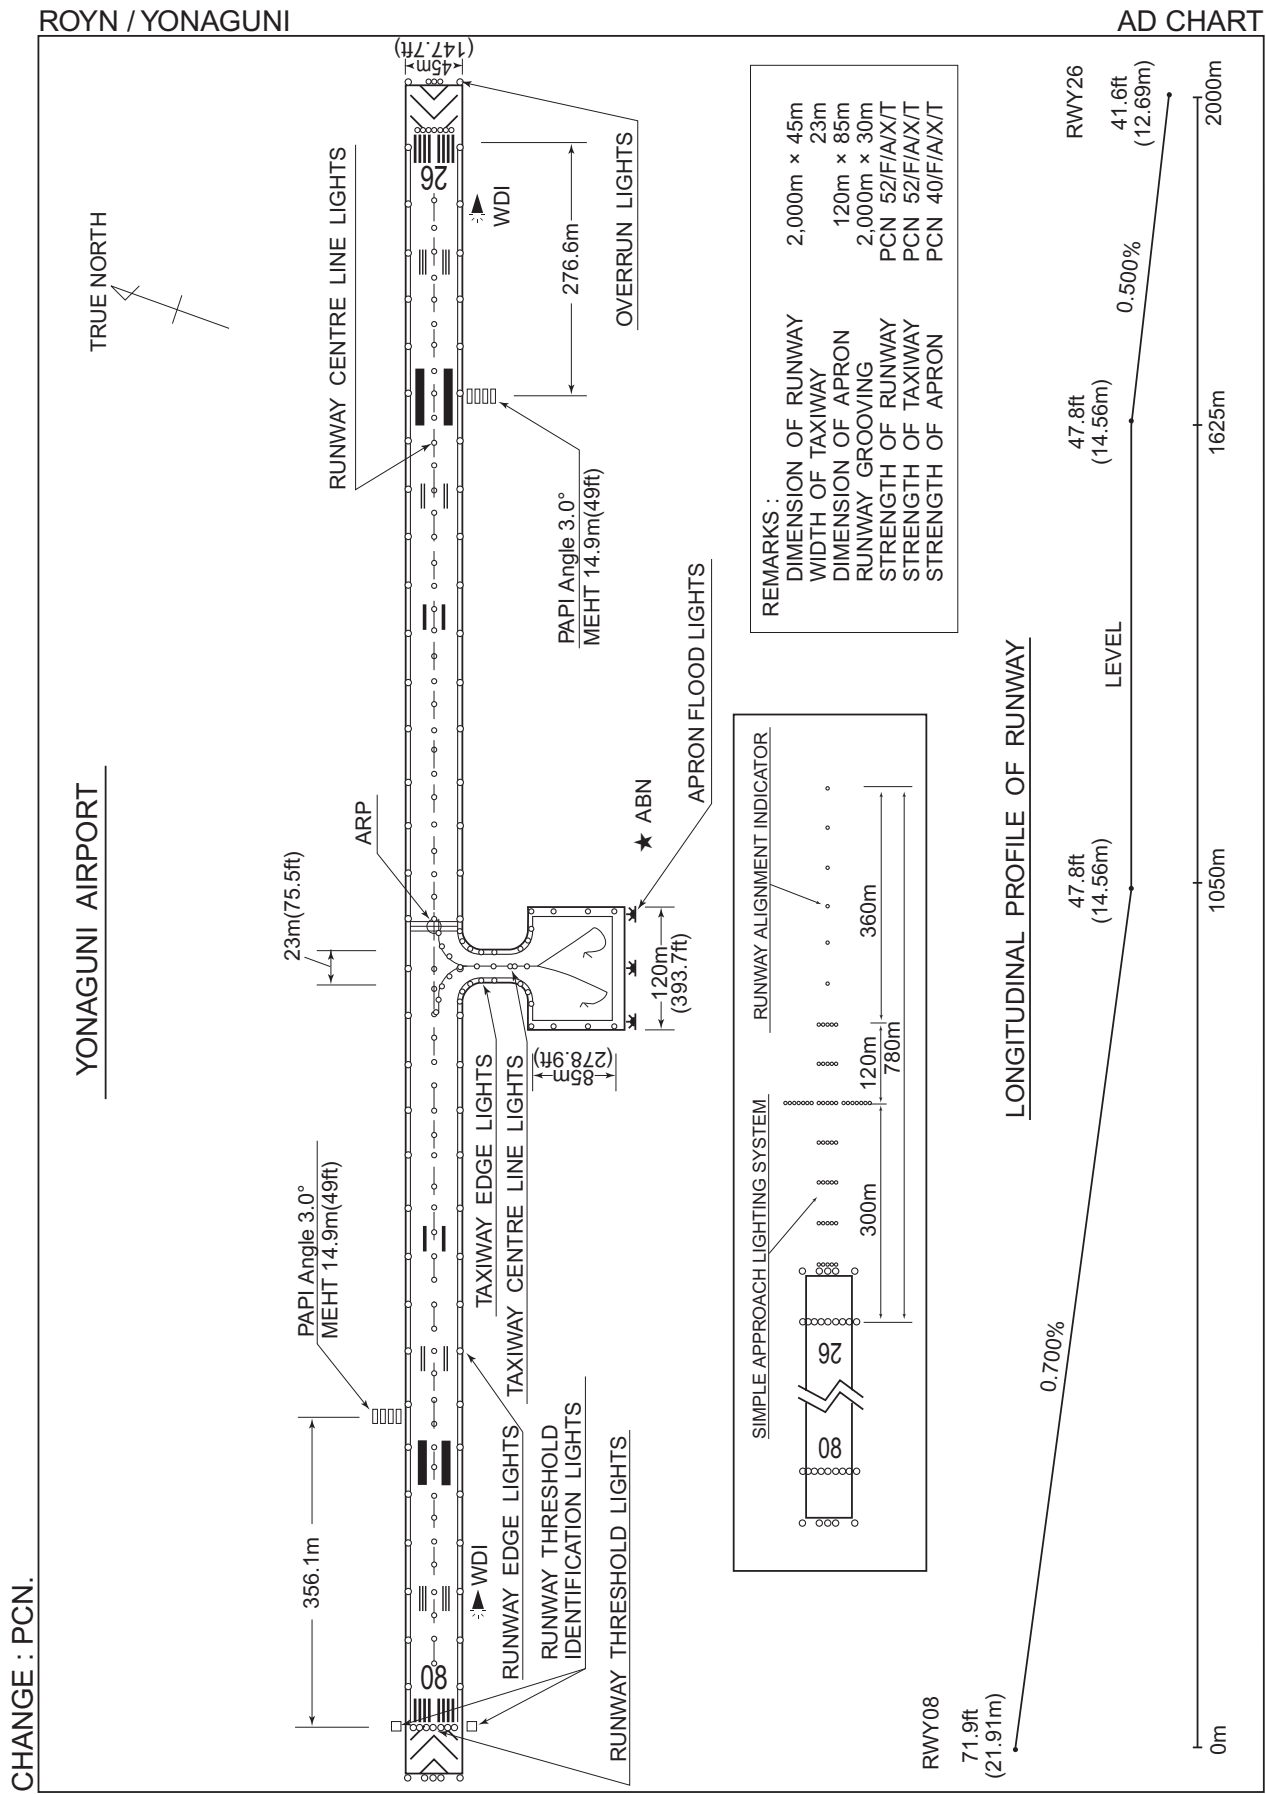 ROYN / YONAGUNI
AD CHART
CHANGE : PCN.
YONAGUNI AIRPORT
TRUE NORTH
356.1m
PAPI Angle 3.0°
MEHT 14.9m(49ft)
23m(75.5ft)
ARP
RUNWAY CENTRE LINE LIGHTS
45m
(147.7ft)
08
26
WDI
WDI
276.6m
OVERRUN LIGHTS
PAPI Angle 3.0°
MEHT 14.9m(49ft)
RUNWAY EDGE LIGHTS
RUNWAY THRESHOLD
IDENTIFICATION LIGHTS
RUNWAY THRESHOLD LIGHTS
TAXIWAY EDGE LIGHTS
TAXIWAY CENTRE LINE LIGHTS
85m
(278.9ft)
120m
(393.7ft)
ABN
APRON FLOOD LIGHTS
REMARKS :
DIMENSION OF RUNWAY 2,000m × 45m
WIDTH OF TAXIWAY 23m
DIMENSION OF APRON 120m × 85m
RUNWAY GROOVING 2,000m × 30m
STRENGTH OF RUNWAY PCN 52/F/A/X/T
STRENGTH OF TAXIWAY PCN 52/F/A/X/T
STRENGTH OF APRON PCN 40/F/A/X/T
SIMPLE APPROACH LIGHTING SYSTEM
RUNWAY ALIGNMENT INDICATOR
08
26
300m
120m
360m
780m
LONGITUDINAL PROFILE OF RUNWAY
RWY08
71.9ft
(21.91m)
0.700%
47.8ft
(14.56m)
LEVEL
47.8ft
(14.56m)
0.500%
RWY26
41.6ft
(12.69m)
0m
1050m
1625m
2000m